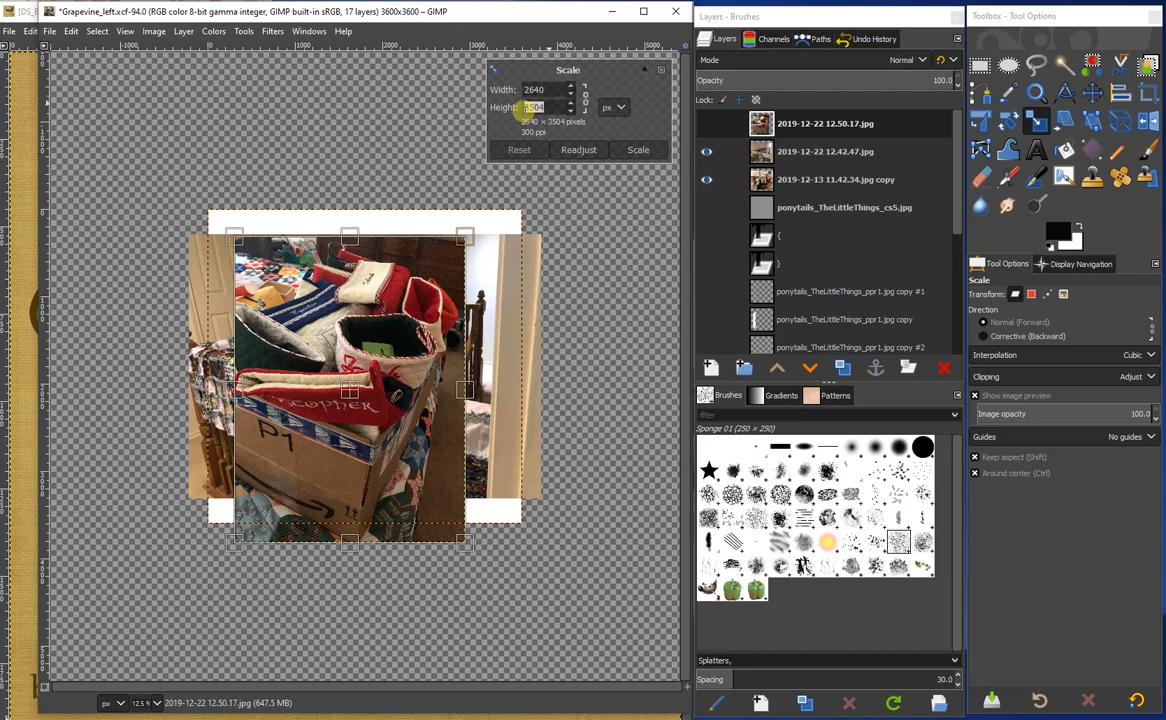 *Grapevine_left.xcf-94.0 (RGB color 8-bit gamma integer, GIMP built-in sRGB, 17 layers) 3600x3600 – GIMP
File Edit Select View Image Layer Colors Tools Filters Windows Help
Scale
Width: 2640
Height: 3504
px
2640 × 3504 pixels
300 ppi
Reset Readjust Scale
P1
px 12.5 % 2019-12-22 12.50.17.jpg (647.5 MB)
Layers - Brushes
Layers Channels Paths Undo History
Mode Normal
Opacity 100.0
Lock:
2019-12-22 12.50.17.jpg
2019-12-22 12.42.47.jpg
2019-12-13 11.42.34.jpg copy
ponytails_TheLittleThings_cs5.jpg
{
}
ponytails_TheLittleThings_ppr1.jpg copy #1
ponytails_TheLittleThings_ppr1.jpg copy
ponytails_TheLittleThings_ppr1.jpg copy #2
Brushes Gradients Patterns
filter
Sponge 01 (250 × 250)
Splatters,
Spacing 30.0
Toolbox - Tool Options
Tool Options Display Navigation
Scale
Transform:
Direction
Normal (Forward)
Corrective (Backward)
Interpolation Cubic
Clipping Adjust
Show image preview
Image opacity 100.0
Guides No guides
Keep aspect (Shift)
Around center (Ctrl)